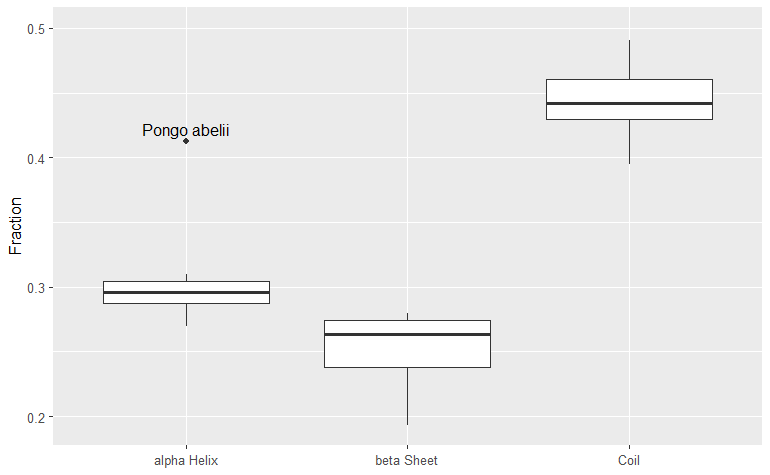 0.5
Pongo abelii
0.4
Fraction
0.3
0.2
alpha Helix
beta Sheet
Coil